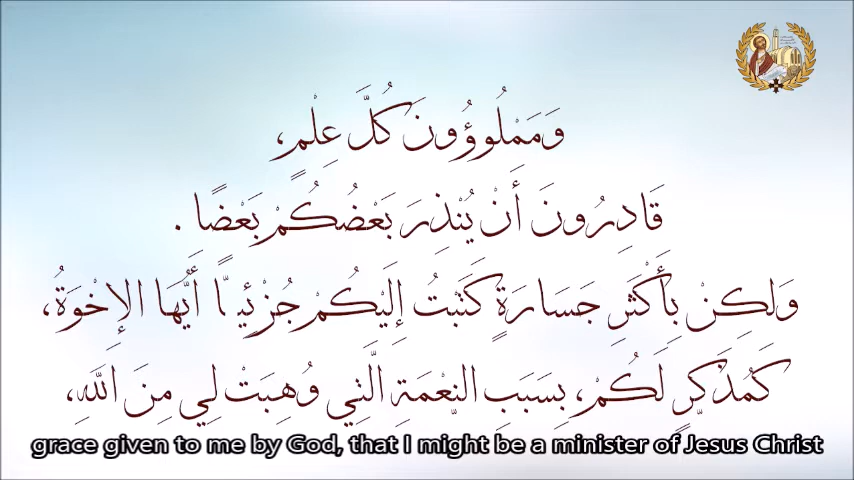 وَمَمْلُوؤُونَ كُلَّ عِلْمٍ،
قَادِرُونَ أَنْ يُنْذِرَ بَعْضُكُمْ بَعْضًا .
وَلكِنْ بِأَكْثَرِ جَسَارَةٍ كَتَبْتُ إِلَيْكُمْ جُزْئِيًّا أَيُّهَا الإِخْوَةُ،
كَمُذَكِّرٍ لَكُمْ، بِسَبَبِ النِّعْمَةِ الَّتِي وُهِبَتْ لِي مِنَ اللهِ،
grace given to me by God, that I might be a minister of Jesus Christ